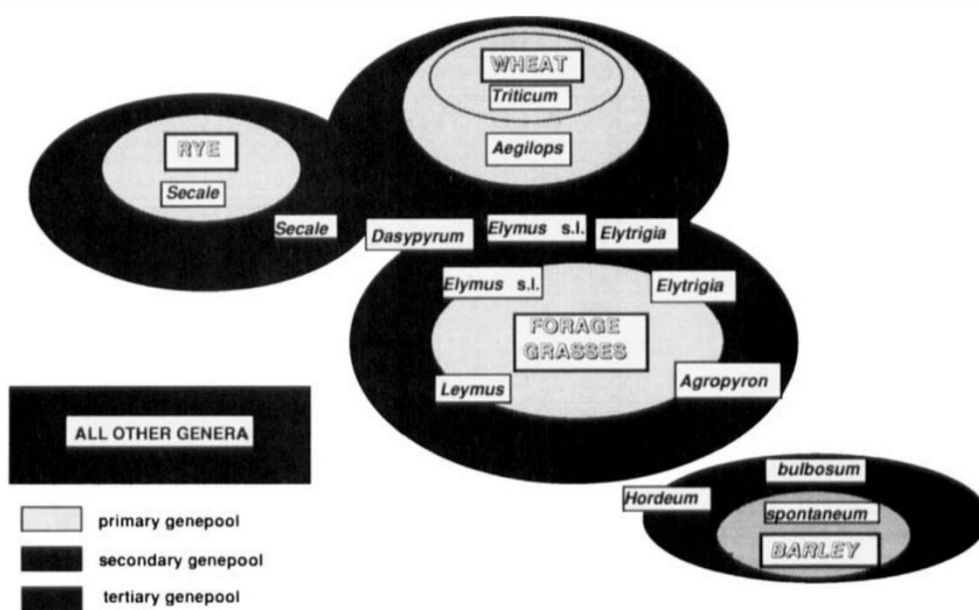 WHEAT
Triticum
Aegilops
RYE
Secale
Secale
Dasypyrum
Elymus s.l.
Elytrigia
Elymus s.l.
Elytrigia
FORAGE
GRASSES
Leymus
Agropyron
ALL OTHER GENERA
bulbosum
Hordeum
spontaneum
BARLEY
primary genepool
secondary genepool
tertiary genepool